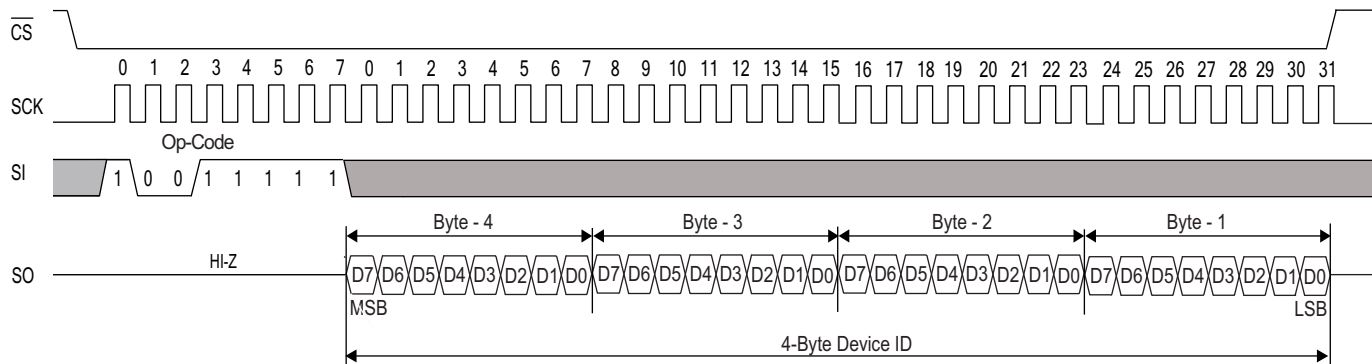 CS
0 1 2 3 4 5 6 7 0 1 2 3 4 5 6 7 8 9 10 11 12 13 14 15 16 17 18 19 20 21 22 23 24 25 26 27 28 29 30 31
SCK
Op-Code
SI 1 0 0 1 1 1 1 1
Byte - 4 Byte - 3 Byte - 2 Byte - 1
HI-Z
SO D7 D6 D5 D4 D3 D2 D1 D0 D7 D6 D5 D4 D3 D2 D1 D0 D7 D6 D5 D4 D3 D2 D1 D0 D7 D6 D5 D4 D3 D2 D1 D0
MSB LSB
4-Byte Device ID